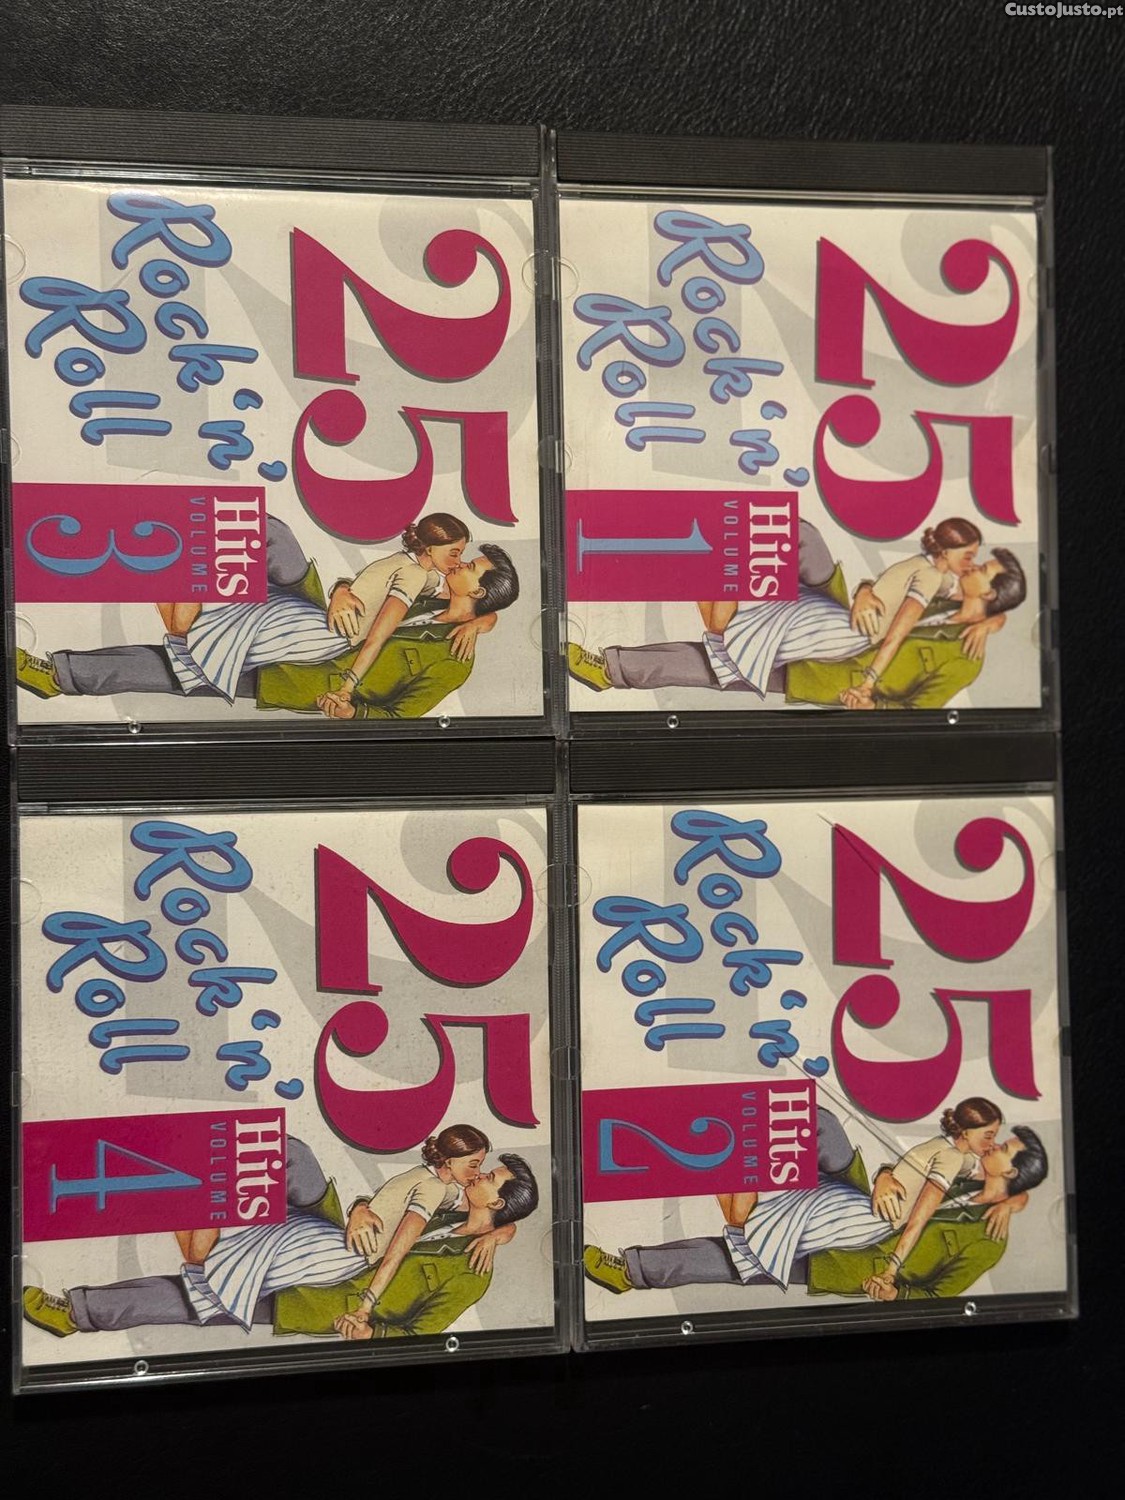 CustoJusto.pt
25
Rock 'n'
Roll
Hits
VOLUME
3
25
Rock 'n'
Roll
Hits
VOLUME
1
25
Rock 'n'
Roll
Hits
VOLUME
4
25
Rock 'n'
Roll
Hits
VOLUME
2